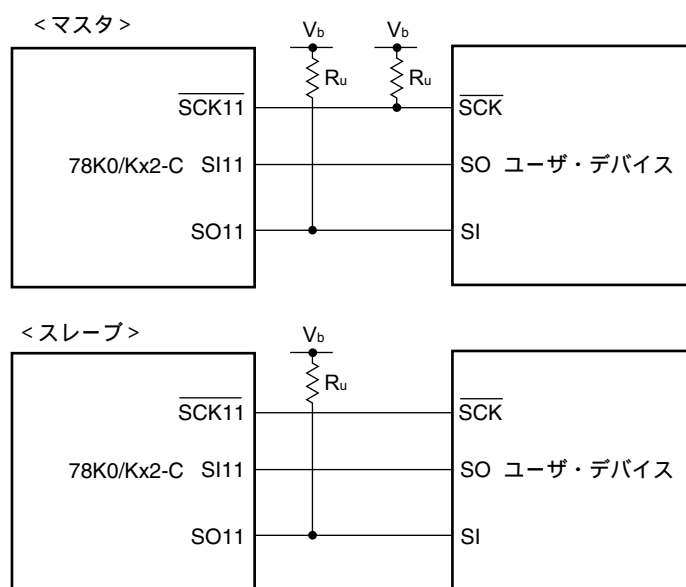 <マスタ>
Vb Vb
Ru Ru
SCK11 SCK
78K0/Kx2-C SI11 SO ユーザ・デバイス
SO11 SI
<スレーブ>
Vb
Ru
SCK11 SCK
78K0/Kx2-C SI11 SO ユーザ・デバイス
SO11 SI